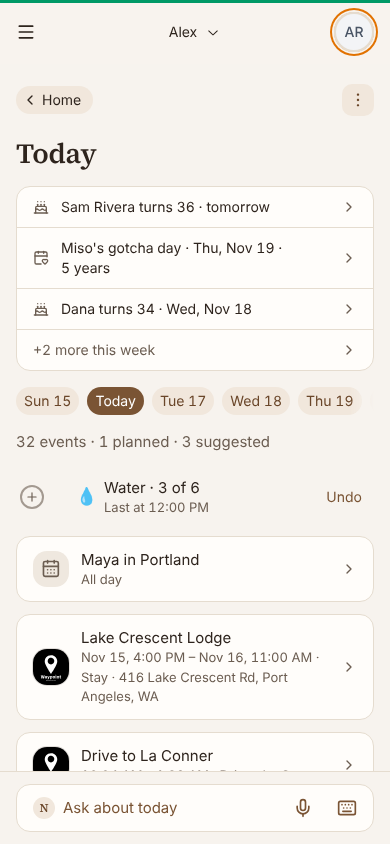 Alex
AR
Home
Today
Sam Rivera turns 36 · tomorrow
Miso's gotcha day · Thu, Nov 19 ·
5 years
Dana turns 34 · Wed, Nov 18
+2 more this week
Sun 15 Today Tue 17 Wed 18 Thu 19
32 events · 1 planned · 3 suggested
Water · 3 of 6
Last at 12:00 PM
Undo
Maya in Portland
All day
Lake Crescent Lodge
Nov 15, 4:00 PM – Nov 16, 11:00 AM ·
Stay · 416 Lake Crescent Rd, Port
Angeles, WA
Waypoint
Drive to La Conner
N Ask about today